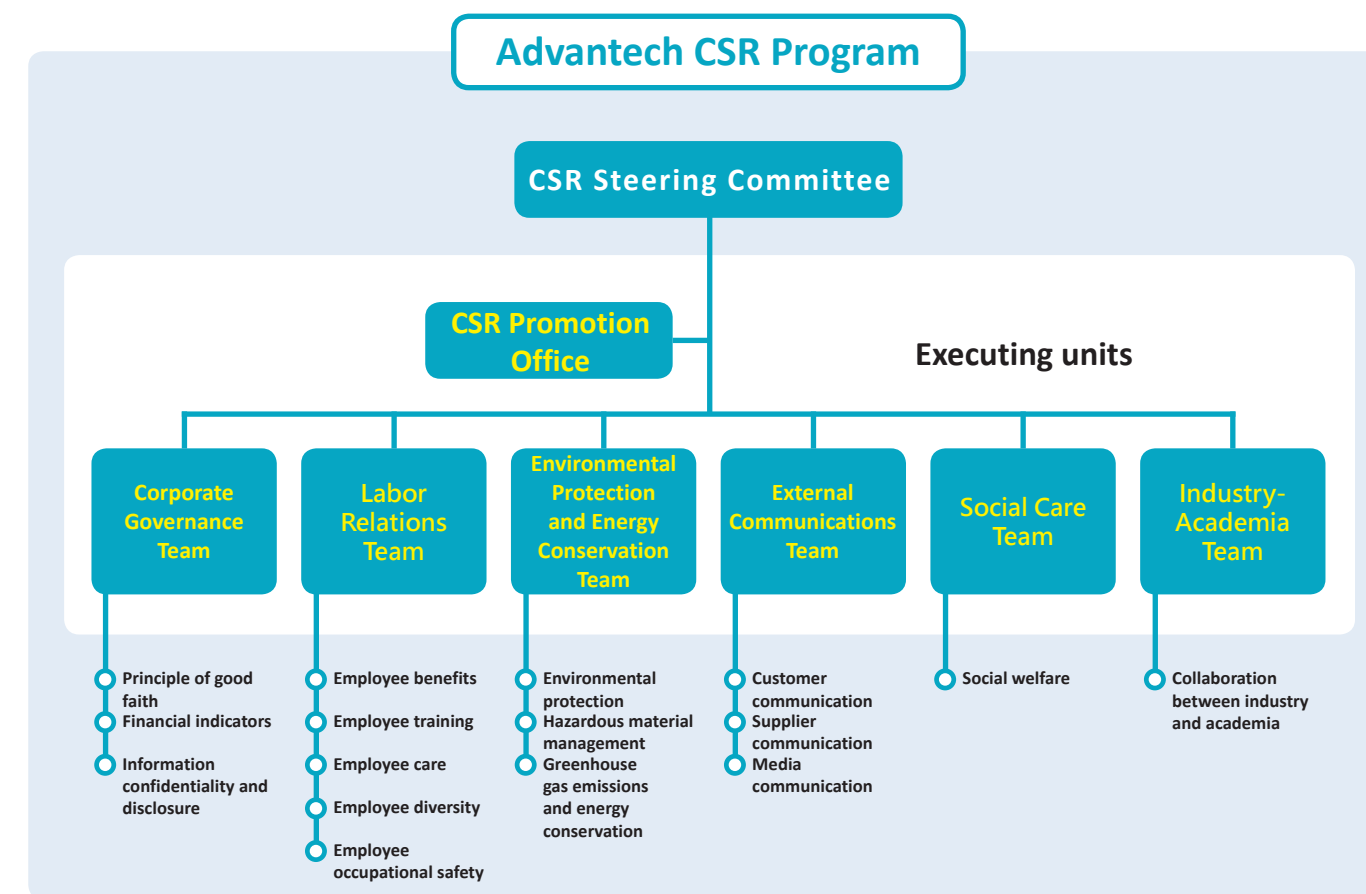 Advantech CSR Program
CSR Steering Committee
CSR Promotion
Office
Executing units
Corporate
Governance
Team
Labor
Relations
Team
Environmental
Protection
and Energy
Conservation
Team
External
Communications
Team
Social Care
Team
Industry-
Academia
Team
Principle of good
faith
Financial indicators
Information
confidentiality and
disclosure
Employee benefits
Employee training
Employee care
Employee diversity
Employee
occupational safety
Environmental
protection
Hazardous material
management
Greenhouse
gas emissions
and energy
conservation
Customer
communication
Supplier
communication
Media
communication
Social welfare
Collaboration
between industry
and academia